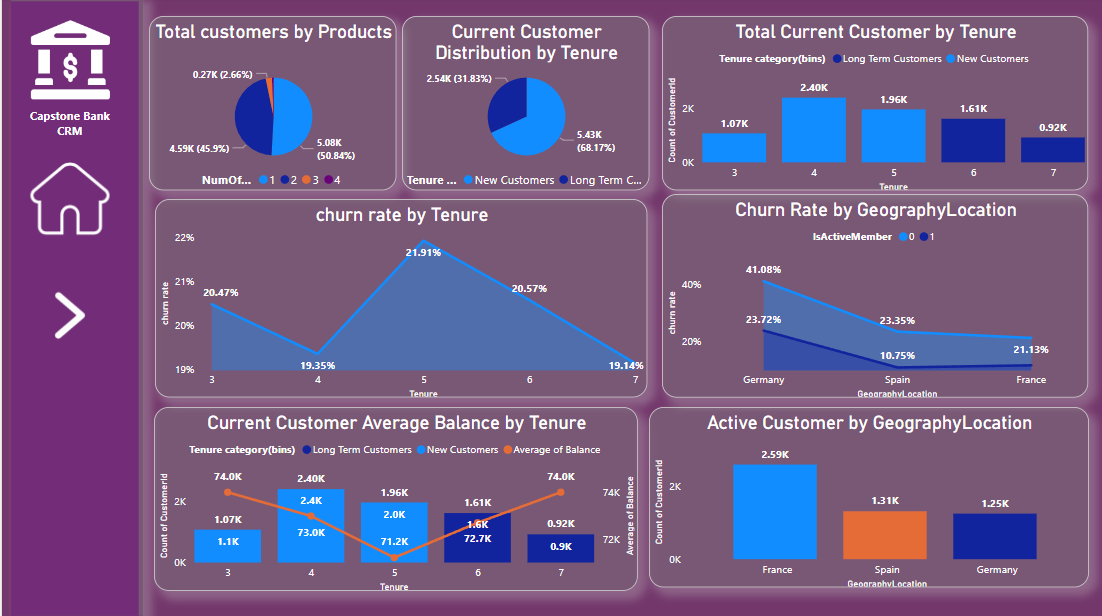 Capstone Bank
CRM
Total customers by Products
0.27K (2.66%)
4.59K (45.9%)
5.08K
(50.84%)
NumOf... 1 2 3 4
Current Customer
Distribution by Tenure
2.54K (31.83%)
5.43K
(68.17%)
Tenure ... New Customers Long Term C...
Total Current Customer by Tenure
Tenure category(bins) Long Term Customers New Customers
Count of CustomerId
2K
0K
1.07K
2.40K
1.96K
1.61K
0.92K
3 4 5 6 7
Tenure
churn rate by Tenure
churn rate
22%
21%
20%
19%
20.47%
19.35%
21.91%
20.57%
19.14%
3 4 5 6 7
Tenure
Churn Rate by GeographyLocation
IsActiveMember 0 1
churn rate
40%
20%
41.08%
23.72%
23.35%
10.75%
21.13%
Germany Spain France
GeographyLocation
Current Customer Average Balance by Tenure
Tenure category(bins) Long Term Customers New Customers Average of Balance
Count of CustomerId
2K
0K
74.0K
1.07K
1.1K
2.40K
2.4K
73.0K
1.96K
2.0K
71.2K
1.61K
1.6K
72.7K
74.0K
0.92K
0.9K
74K
72K
Average of Balance
3 4 5 6 7
Tenure
Active Customer by GeographyLocation
Count of CustomerId
2K
0K
2.59K
1.31K
1.25K
France Spain Germany
GeographyLocation